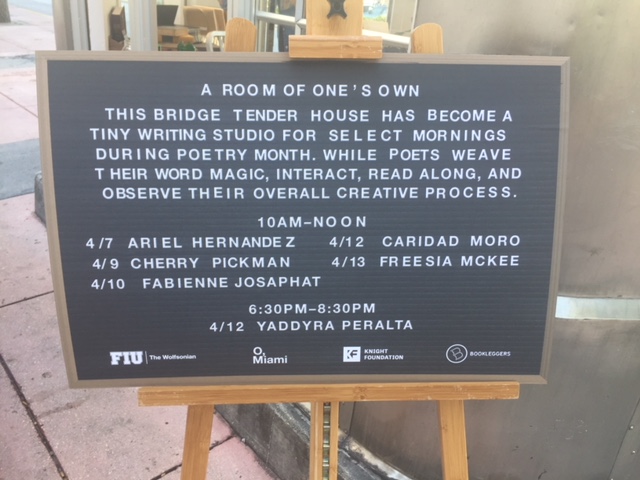 A ROOM OF ONE'S OWN
THIS BRIDGE TENDER HOUSE HAS BECOME A
TINY WRITING STUDIO FOR SELECT MORNINGS
DURING POETRY MONTH. WHILE POETS WEAVE
THEIR WORD MAGIC, INTERACT, READ ALONG, AND
OBSERVE THEIR OVERALL CREATIVE PROCESS.
10AM–NOON
4/7 ARIEL HERNANDEZ 4/12 CARIDAD MORO
4/9 CHERRY PICKMAN 4/13 FREESIA MCKEE
4/10 FABIENNE JOSAPHAT
6:30PM–8:30PM
4/12 YADDYRA PERALTA
FIU The Wolfsonian
O,
Miami
KF KNIGHT
FOUNDATION
B BOOKLEGGERS